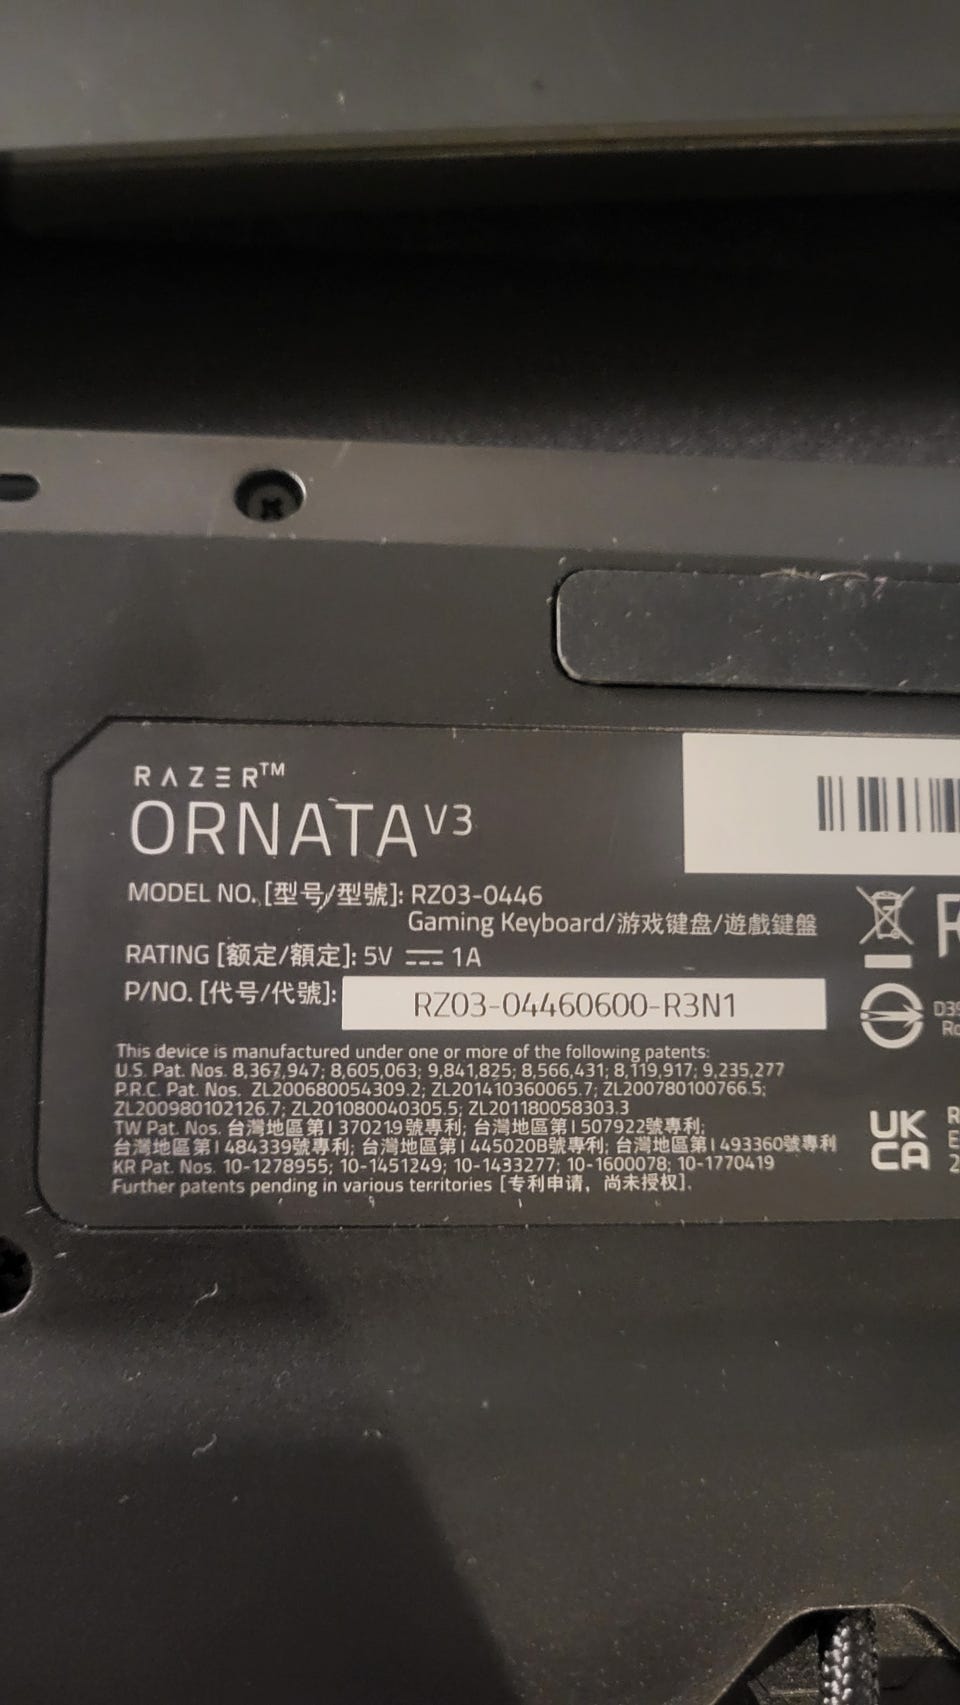 RAZER™
ORNATA V3
MODEL NO. [型号/型號]: RZ03-0446
Gaming Keyboard/游戏键盘/遊戲鍵盤
RATING [额定/額定]: 5V ⎓ 1A
P/NO. [代号/代號]: RZ03-04460600-R3N1
This device is manufactured under one or more of the following patents:
U.S. Pat. Nos. 8,367,947; 8,605,063; 9,841,825; 8,566,431; 8,119,917; 9,235,277
P.R.C. Pat. Nos. ZL200680054309.2; ZL201410360065.7; ZL200780100766.5;
ZL200980102126.7; ZL201080040305.5; ZL201180058303.3
TW Pat. Nos. 台灣地區第I 370219號專利; 台灣地區第I 507922號專利;
台灣地區第I 484339號專利; 台灣地區第I 445020B號專利; 台灣地區第I 493360號專利
KR Pat. Nos. 10-1278955; 10-1451249; 10-1433277; 10-1600078; 10-1770419
Further patents pending in various territories [专利申请，尚未授权].
UK
CA